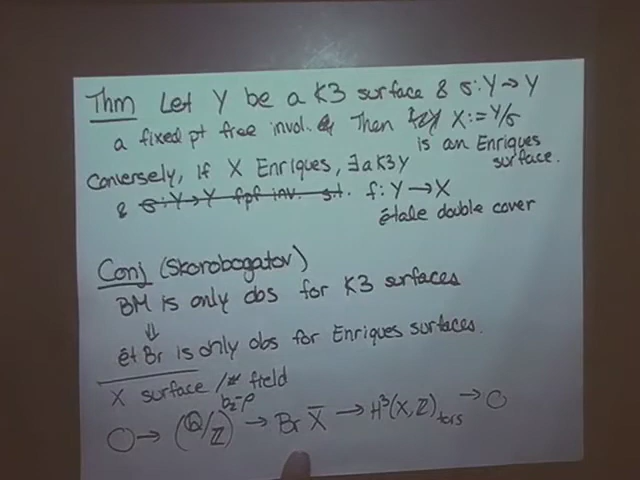 Thm Let Y be a K3 surface & σ: Y → Y
a fixed pt free invol. Then X := Y/σ
is an Enriques surface.
Conversely, if X Enriques, ∃ a K3 Y
& σ: Y → Y fpf inv. s.t. f: Y → X
étale double cover
Conj (Skorobogatov)
BM is only obs for K3 surfaces
⇓
ét Br is only obs for Enriques surfaces.
X surface / field
O → (Q/Z)^{b₂-ρ} → Br X̄ → H³(X, Z)_{tors} → O